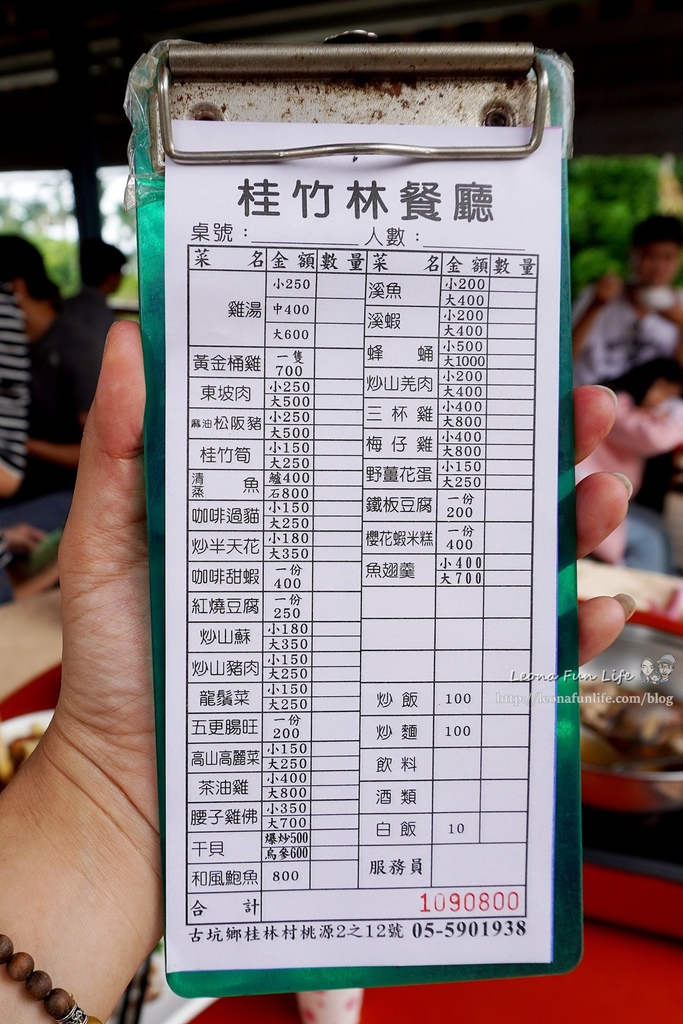 桂竹林餐廳
桌號： 人數：
菜名 金額 數量 菜名 金額 數量
雞湯 小250 中400 大600
黃金桶雞 一隻700
東坡肉 小250 大500
麻油松阪豬 小250 大500
桂竹筍 小150 大250
清蒸魚 鱸400 石800
咖啡過貓 小150 大250
炒半天花 小180 大350
咖啡甜蝦 一份400
紅燒豆腐 一份250
炒山蘇 小180 大350
炒山豬肉 小150 大250
龍鬚菜 小150 大250
五更腸旺 一份200
高山高麗菜 小150 大250
茶油雞 小400 大800
腰子雞佛 小350 大700
干貝 爆炒500 烏參600
和風鮑魚 800
溪魚 小200 大400
溪蝦 小200 大400
蜂蛹 小500 大1000
炒山羌肉 小200 大400
三杯雞 小400 大800
梅仔雞 小400 大800
野薑花蛋 小150 大250
鐵板豆腐 一份200
櫻花蝦米糕 一份400
魚翅羹 小400 大700
炒飯 100
炒麵 100
飲料
酒類
白飯 10
服務員
合計 1090800
古坑鄉桂林村桃源2之12號 05-5901938
Leona Fun Life
http://leonafunlife.com/blog